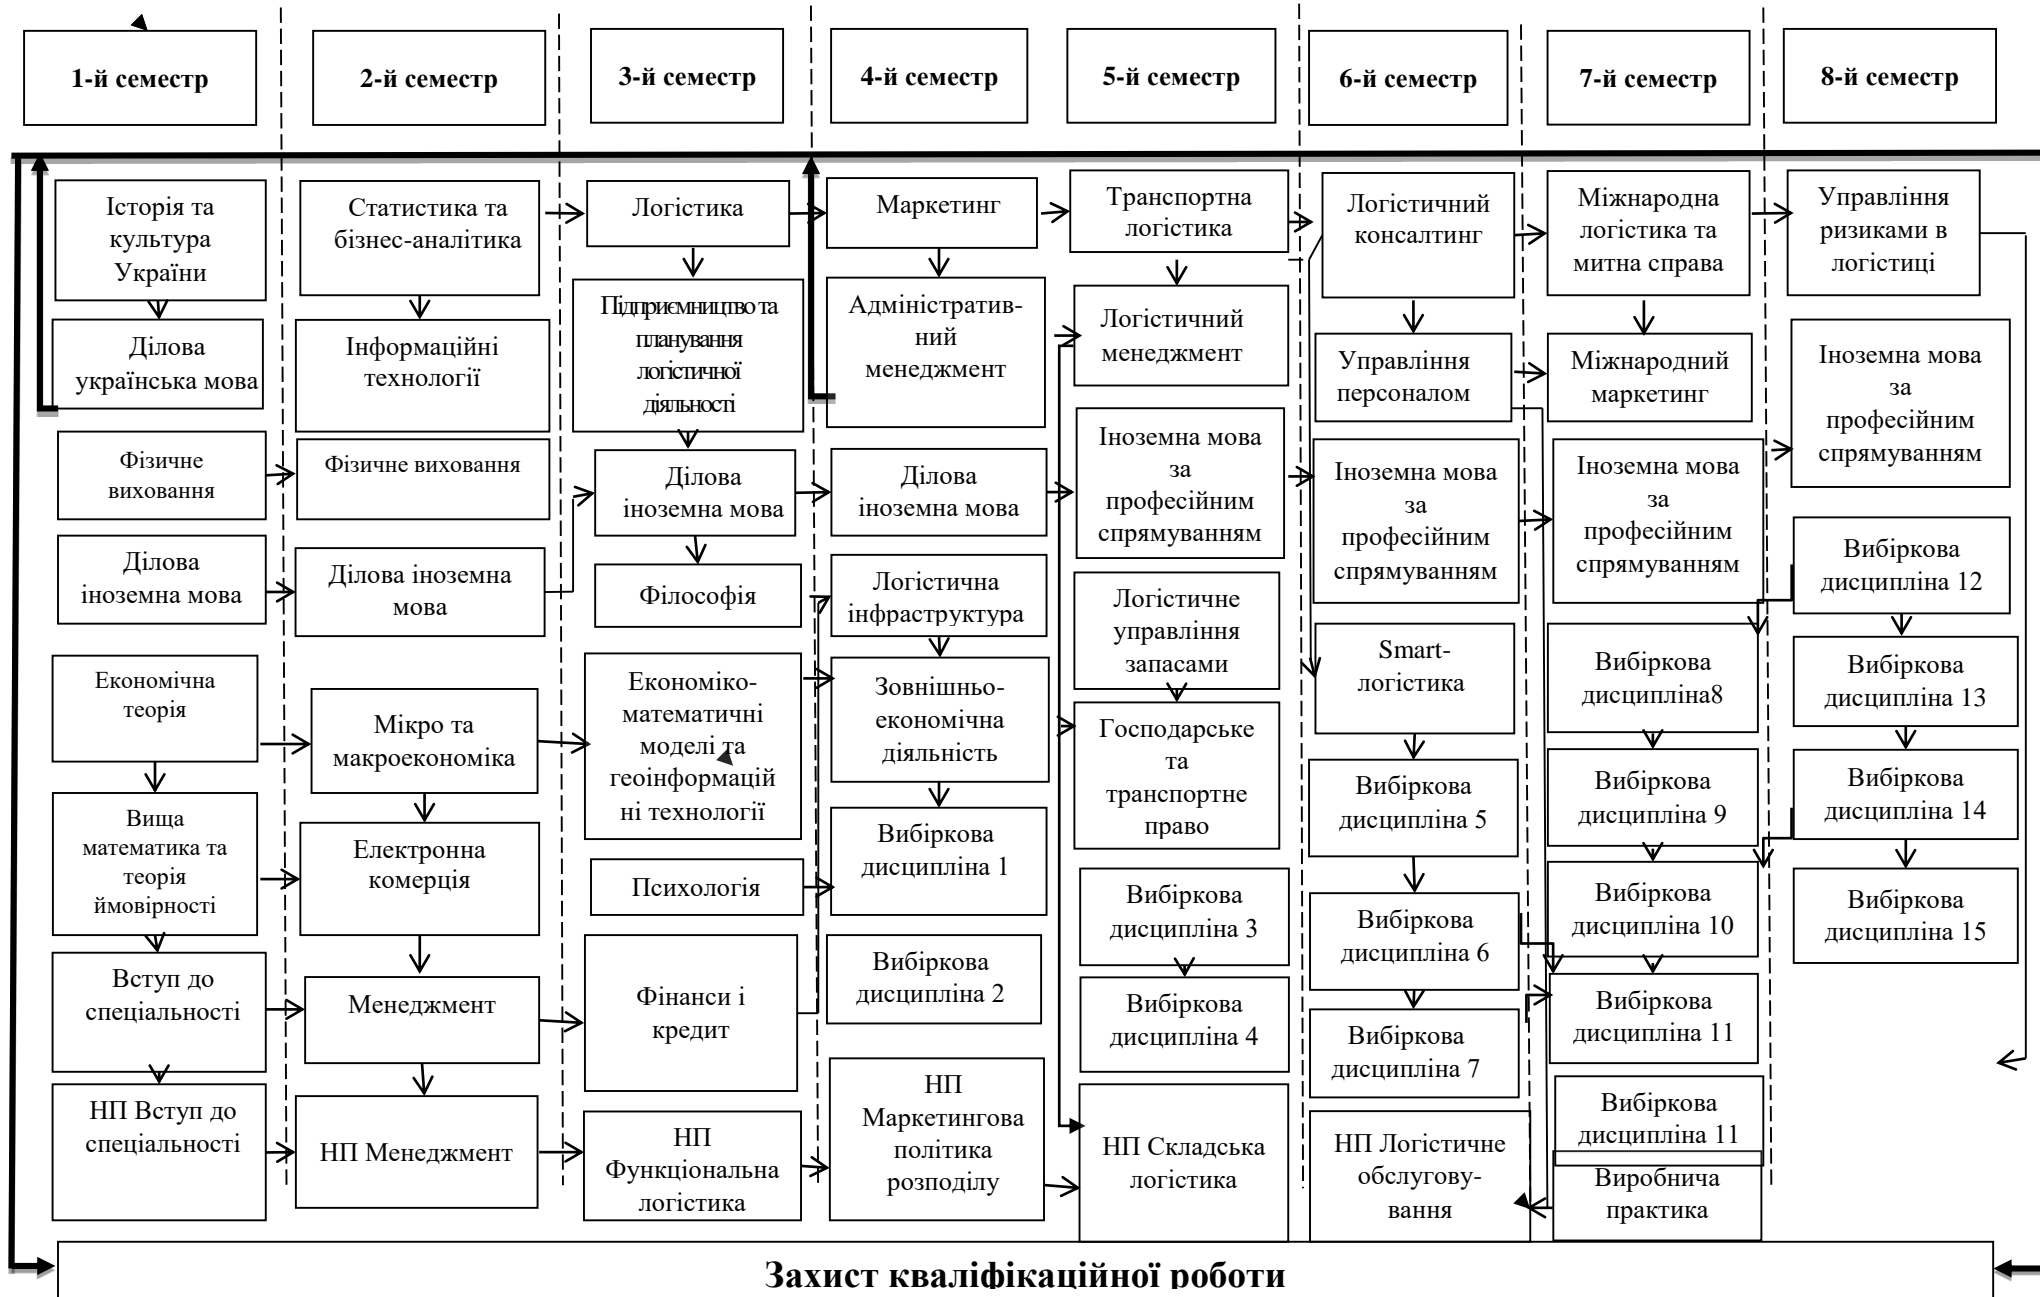 1-й семестр
2-й семестр
3-й семестр
4-й семестр
5-й семестр
6-й семестр
7-й семестр
8-й семестр
Історія та
культура
України
Ділова
українська мова
Фізичне
виховання
Ділова
іноземна мова
Економічна
теорія
Вища
математика та
теорія
ймовірності
Вступ до
спеціальності
НП Вступ до
спеціальності
Статистика та
бізнес-аналітика
Інформаційні
технології
Фізичне виховання
Ділова іноземна
мова
Мікро та
макроекономіка
Електронна
комерція
Менеджмент
НП Менеджмент
Логістика
Підприємництво та
планування
логістичної
діяльності
Ділова
іноземна мова
Філософія
Економіко-
математичні
моделі та
геоінформацій
ні технології
Психологія
Фінанси і
кредит
НП
Функціональна
логістика
Маркетинг
Адміністратив-
ний
менеджмент
Ділова
іноземна мова
Логістична
інфраструктура
Зовнішньо-
економічна
діяльність
Вибіркова
дисципліна 1
Вибіркова
дисципліна 2
НП
Маркетингова
політика
розподілу
Транспортна
логістика
Логістичний
менеджмент
Іноземна мова
за
професійним
спрямуванням
Логістичне
управління
запасами
Господарське
та
транспортне
право
Вибіркова
дисципліна 3
Вибіркова
дисципліна 4
НП Складська
логістика
Логістичний
консалтинг
Управління
персоналом
Іноземна мова
за
професійним
спрямуванням
Smart-
логістика
Вибіркова
дисципліна 5
Вибіркова
дисципліна 6
Вибіркова
дисципліна 7
НП Логістичне
обслугову-
вання
Міжнародна
логістика та
митна справа
Міжнародний
маркетинг
Іноземна мова
за
професійним
спрямуванням
Вибіркова
дисципліна8
Вибіркова
дисципліна 9
Вибіркова
дисципліна 10
Вибіркова
дисципліна 11
Вибіркова
дисципліна 11
Виробнича
практика
Управління
ризиками в
логістиці
Іноземна мова
за
професійним
спрямуванням
Вибіркова
дисципліна 12
Вибіркова
дисципліна 13
Вибіркова
дисципліна 14
Вибіркова
дисципліна 15
Захист кваліфікаційної роботи